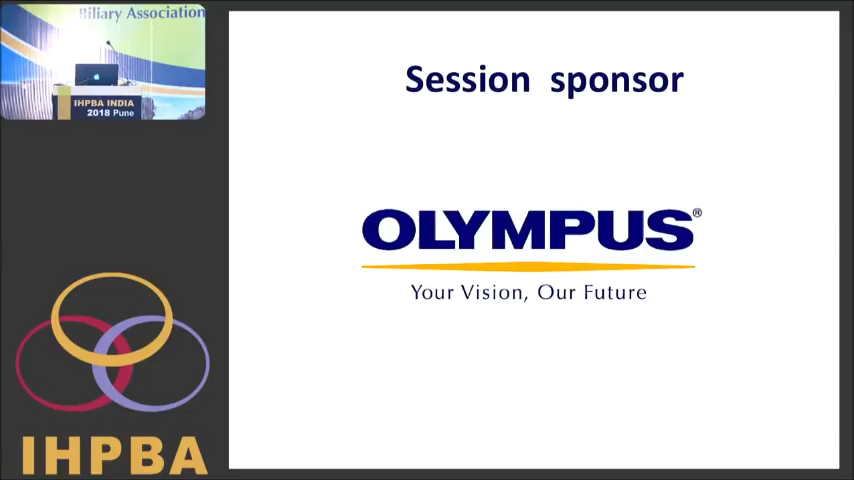 Biliary Association
IHPBA INDIA
2018 Pune
IHPBA
Session sponsor
OLYMPUS®
Your Vision, Our Future